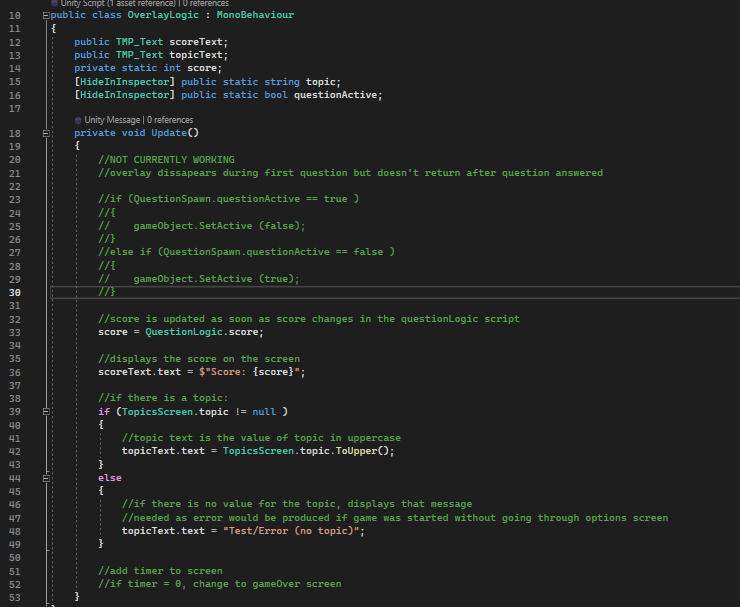 Unity Script (1 asset reference) | 0 references
10 public class OverlayLogic : MonoBehaviour
11 {
12 public TMP_Text scoreText;
13 public TMP_Text topicText;
14 private static int score;
15 [HideInInspector] public static string topic;
16 [HideInInspector] public static bool questionActive;
17
Unity Message | 0 references
18 private void Update()
19 {
20 //NOT CURRENTLY WORKING
21 //overlay dissapears during first question but doesn't return after question answered
22
23 //if (QuestionSpawn.questionActive == true )
24 //{
25 //    gameObject.SetActive (false);
26 //}
27 //else if (QuestionSpawn.questionActive == false )
28 //{
29 //    gameObject.SetActive (true);
30 //}
31
32 //score is updated as soon as score changes in the questionLogic script
33 score = QuestionLogic.score;
34
35 //displays the score on the screen
36 scoreText.text = $"Score: {score}";
37
38 //if there is a topic:
39 if (TopicsScreen.topic != null )
40 {
41 //topic text is the value of topic in uppercase
42 topicText.text = TopicsScreen.topic.ToUpper();
43 }
44 else
45 {
46 //if there is no value for the topic, displays that message
47 //needed as error would be produced if game was started without going through options screen
48 topicText.text = "Test/Error (no topic)";
49 }
50
51 //add timer to screen
52 //if timer = 0, change to gameOver screen
53 }